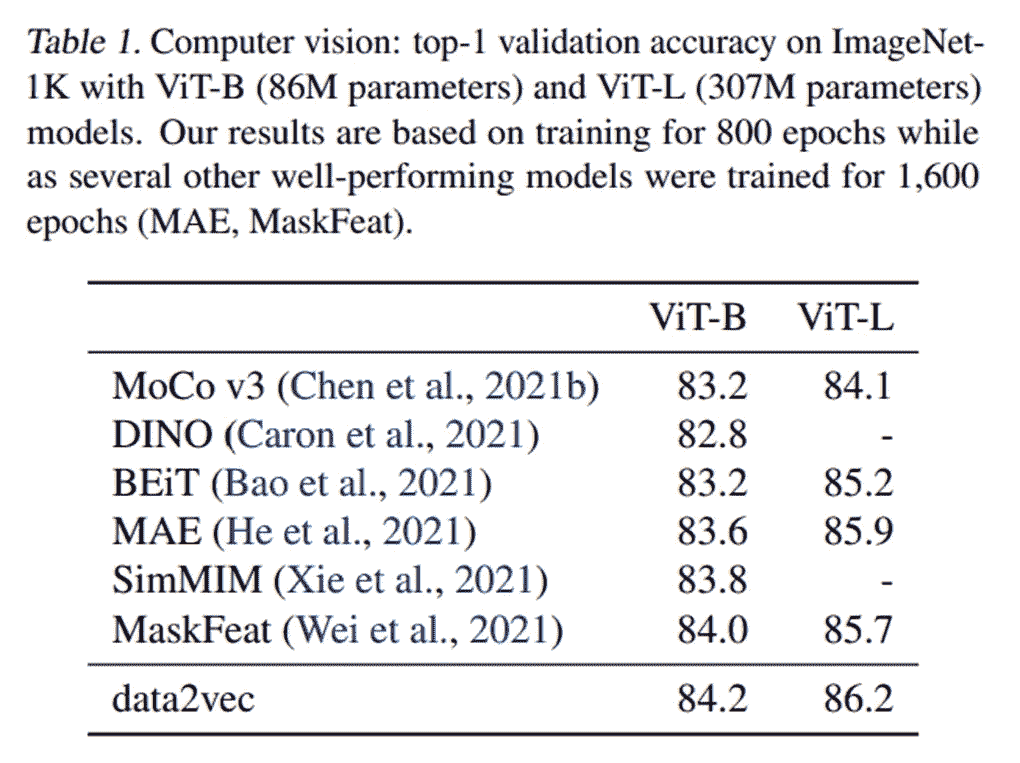 Table 1. Computer vision: top-1 validation accuracy on ImageNet-
1K with ViT-B (86M parameters) and ViT-L (307M parameters)
models. Our results are based on training for 800 epochs while
as several other well-performing models were trained for 1,600
epochs (MAE, MaskFeat).
ViT-B ViT-L
MoCo v3 (Chen et al., 2021b) 83.2 84.1
DINO (Caron et al., 2021) 82.8 -
BEiT (Bao et al., 2021) 83.2 85.2
MAE (He et al., 2021) 83.6 85.9
SimMIM (Xie et al., 2021) 83.8 -
MaskFeat (Wei et al., 2021) 84.0 85.7
data2vec 84.2 86.2